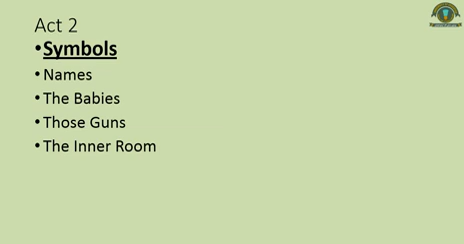 Act 2
•Symbols
•Names
•The Babies
•Those Guns
•The Inner Room